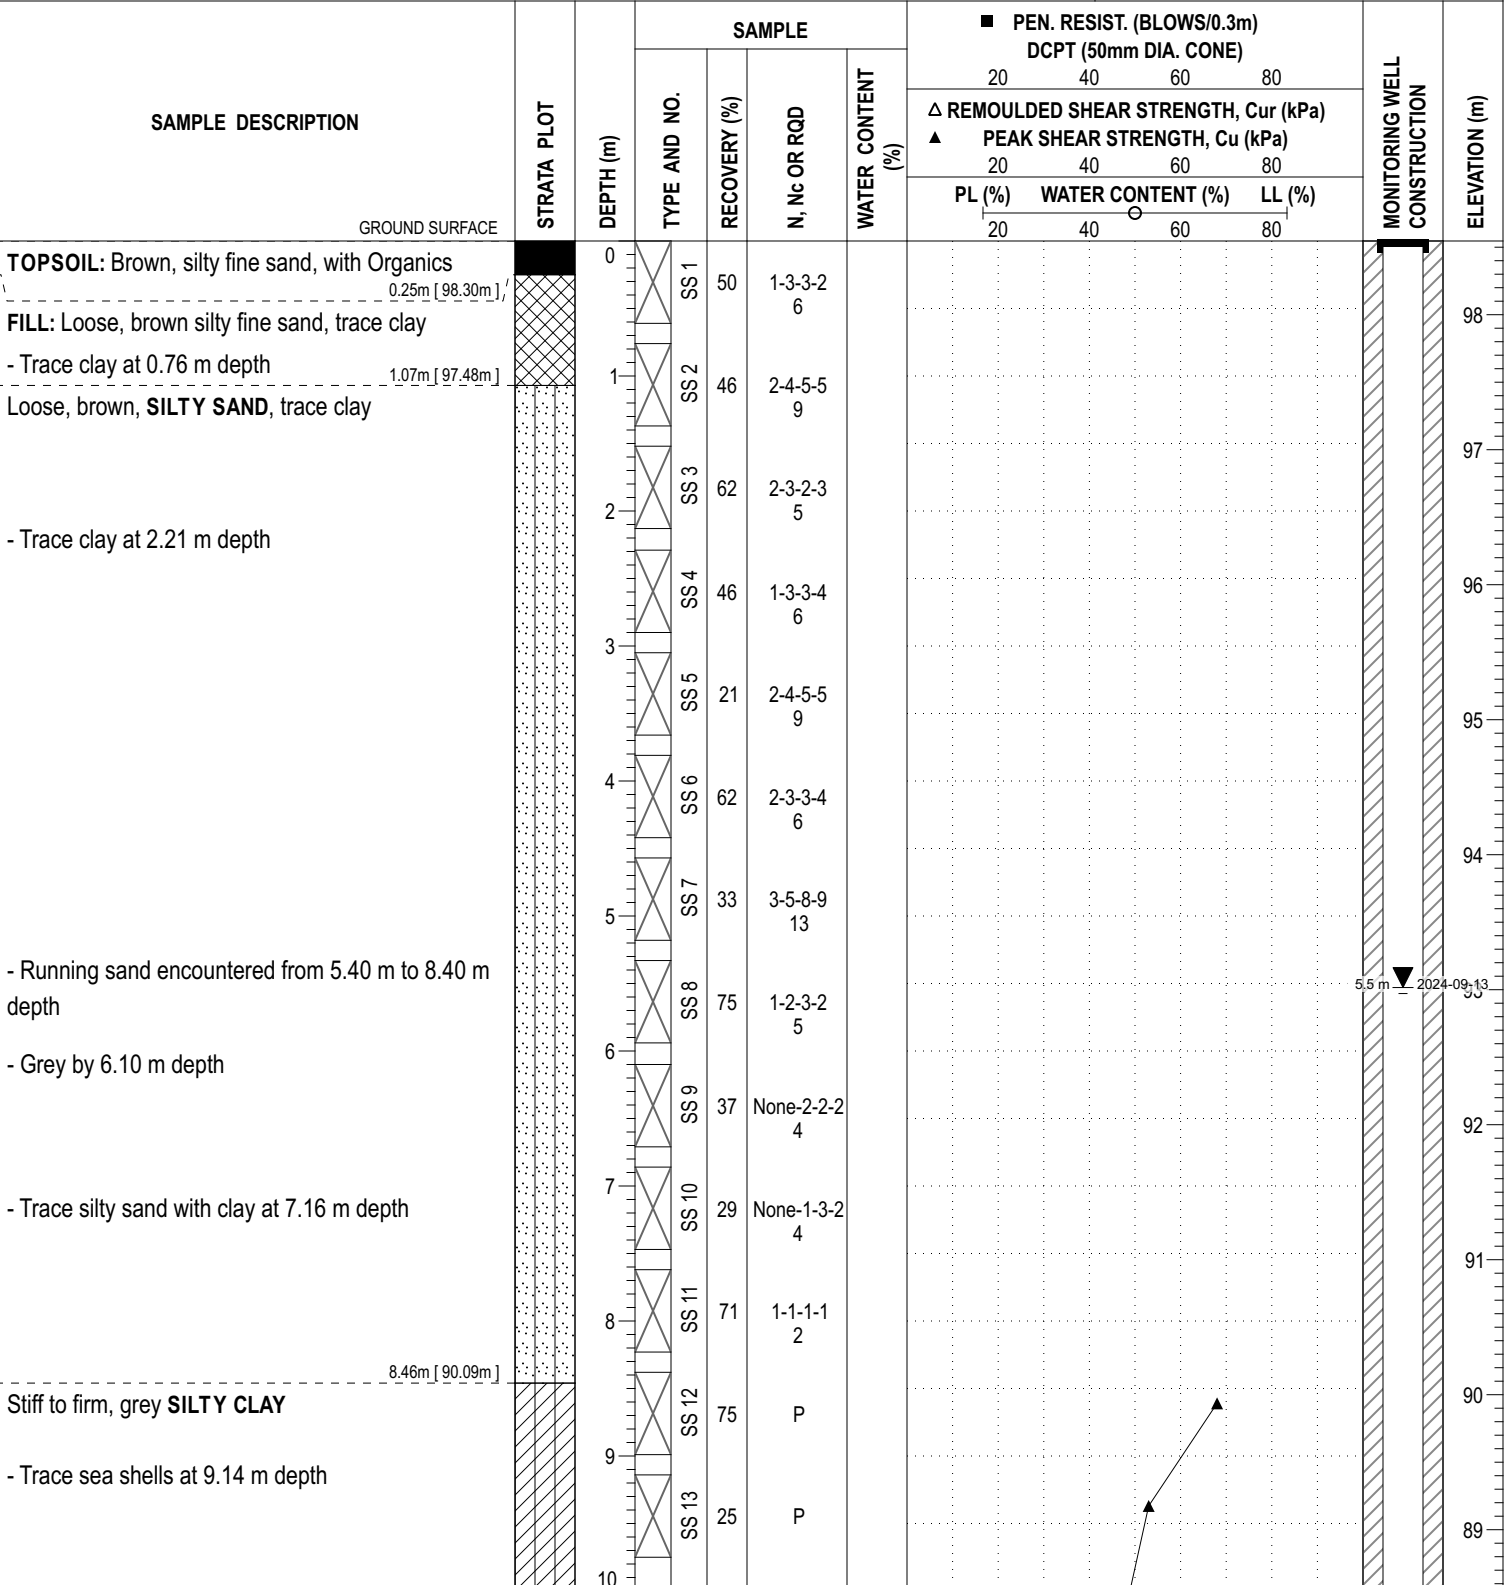 SAMPLE DESCRIPTION
GROUND SURFACE
STRATA PLOT
DEPTH (m)
SAMPLE
TYPE AND NO.
RECOVERY (%)
N, Nc OR RQD
WATER CONTENT
(%)
■ PEN. RESIST. (BLOWS/0.3m)
DCPT (50mm DIA. CONE)
20 40 60 80
△ REMOULDED SHEAR STRENGTH, Cur (kPa)
▲ PEAK SHEAR STRENGTH, Cu (kPa)
20 40 60 80
PL (%) WATER CONTENT (%) LL (%)
20 40 60 80
MONITORING WELL
CONSTRUCTION
ELEVATION (m)
TOPSOIL: Brown, silty fine sand, with Organics
0.25m [ 98.30m ]
FILL: Loose, brown silty fine sand, trace clay
- Trace clay at 0.76 m depth
1.07m [ 97.48m ]
Loose, brown, SILTY SAND, trace clay
- Trace clay at 2.21 m depth
- Running sand encountered from 5.40 m to 8.40 m
depth
- Grey by 6.10 m depth
- Trace silty sand with clay at 7.16 m depth
8.46m [ 90.09m ]
Stiff to firm, grey SILTY CLAY
- Trace sea shells at 9.14 m depth
0
1
2
3
4
5
6
7
8
9
10
SS 1 50 1-3-3-2
6
SS 2 46 2-4-5-5
9
SS 3 62 2-3-2-3
5
SS 4 46 1-3-3-4
6
SS 5 21 2-4-5-5
9
SS 6 62 2-3-3-4
6
SS 7 33 3-5-8-9
13
SS 8 75 1-2-3-2
5
SS 9 37 None-2-2-2
4
SS 10 29 None-1-3-2
4
SS 11 71 1-1-1-1
2
SS 12 75 P
SS 13 25 P
5.5 m 2024-09-13
98
97
96
95
94
93
92
91
90
89